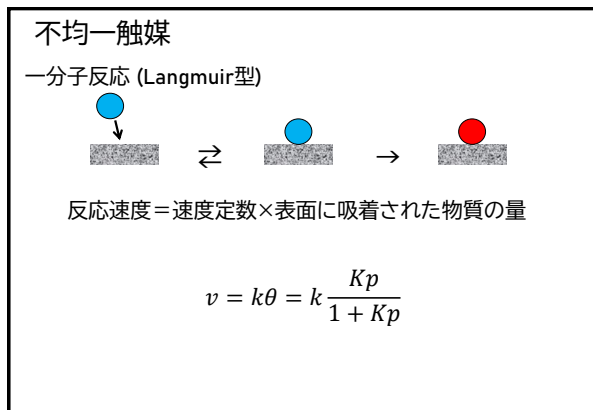 不均一触媒
一分子反応 (Langmuir型)
⇄ →
反応速度＝速度定数×表面に吸着された物質の量
v = kθ = k Kp / (1 + Kp)